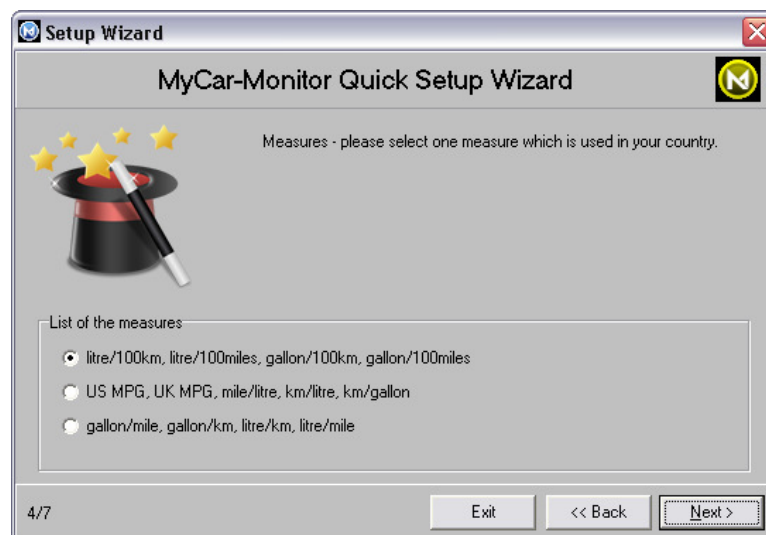 Setup Wizard
MyCar-Monitor Quick Setup Wizard
Measures - please select one measure which is used in your country.
List of the measures
litre/100km, litre/100miles, gallon/100km, gallon/100miles
US MPG, UK MPG, mile/litre, km/litre, km/gallon
gallon/mile, gallon/km, litre/km, litre/mile
4/7
Exit
<< Back
Next >